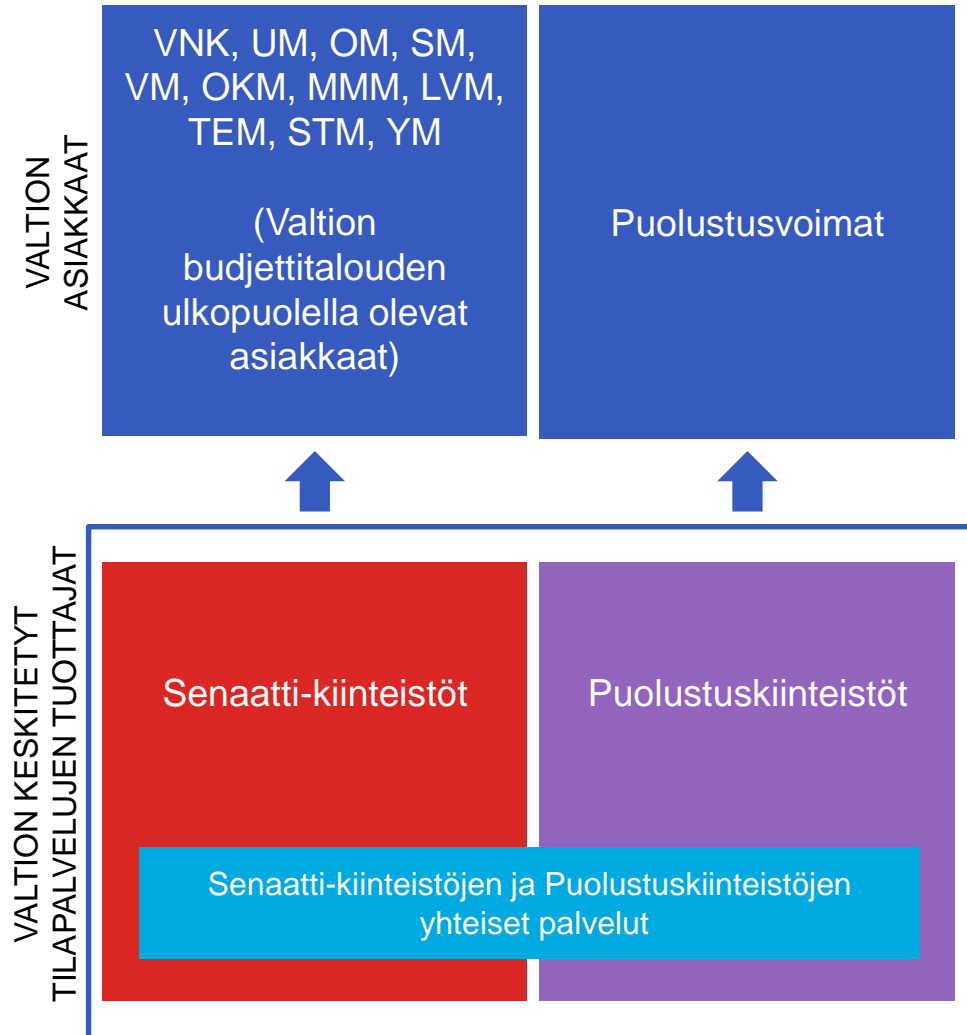 VALTION
ASIAKKAAT
VNK, UM, OM, SM,
VM, OKM, MMM, LVM,
TEM, STM, YM
(Valtion
budjettitalouden
ulkopuolella olevat
asiakkaat)
Puolustusvoimat
VALTION KESKITETYT
TILAPALVELUJEN TUOTTAJAT
Senaatti-kiinteistöt
Puolustuskiinteistöt
Senaatti-kiinteistöjen ja Puolustuskiinteistöjen
yhteiset palvelut